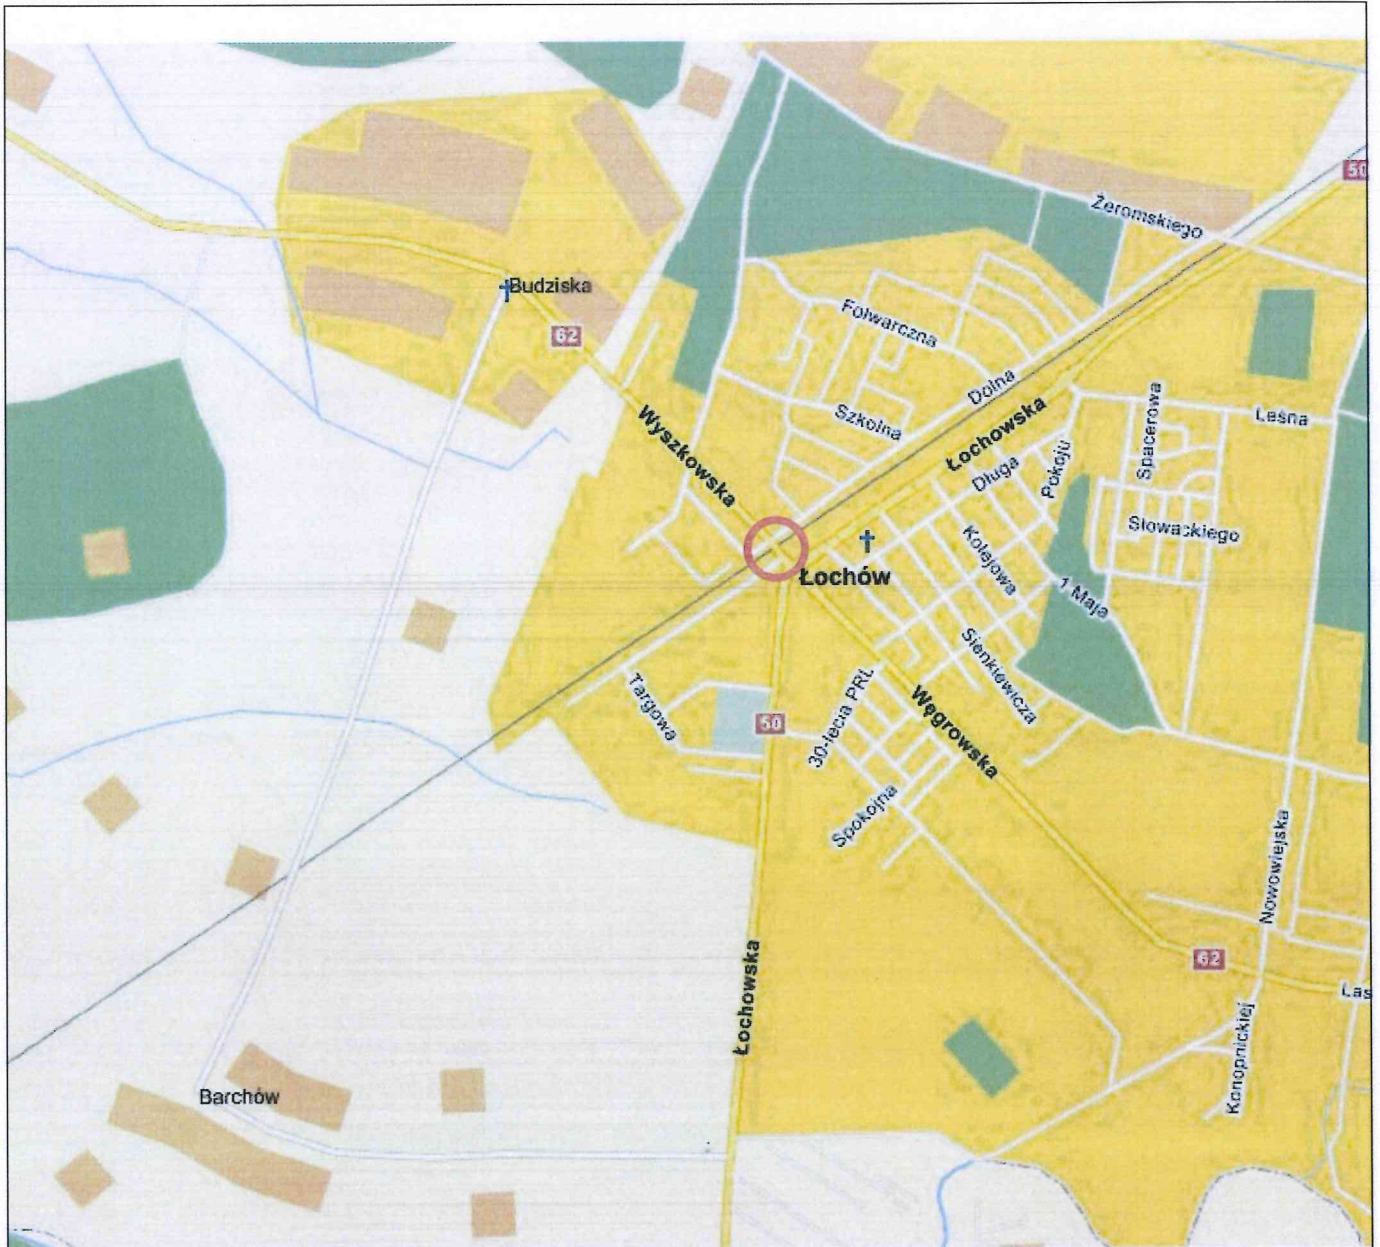 50
Żeromskiego
Budziska
62
Folwarczna
Dolna
Szkolna
Wyszkowska
Łochowska
Leśna
Spacerowa
Pokoju
Długa
Słowackiego
Kolejowa
Łochów
1 Maja
Sienkiewicza
Targowa
30-lecia PRL
50
Węgrowska
Spokojna
Nowowiejska
62
Łochowska
Las
Konopnickiej
Barchów